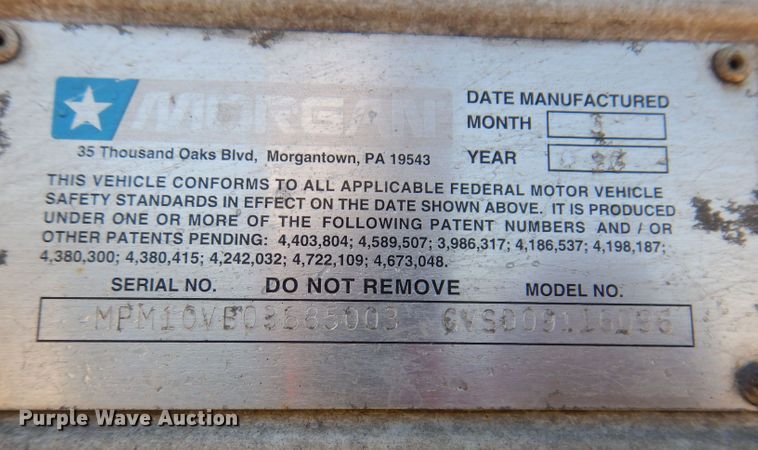 MORGAN
35 Thousand Oaks Blvd, Morgantown, PA 19543
DATE MANUFACTURED
MONTH 1
YEAR
THIS VEHICLE CONFORMS TO ALL APPLICABLE FEDERAL MOTOR VEHICLE
SAFETY STANDARDS IN EFFECT ON THE DATE SHOWN ABOVE. IT IS PRODUCED
UNDER ONE OR MORE OF THE FOLLOWING PATENT NUMBERS AND / OR
OTHER PATENTS PENDING: 4,403,804; 4,589,507; 3,986,317; 4,186,537; 4,198,187;
4,380,300; 4,380,415; 4,242,032; 4,722,109; 4,673,048.
SERIAL NO. DO NOT REMOVE MODEL NO.
Purple Wave Auction